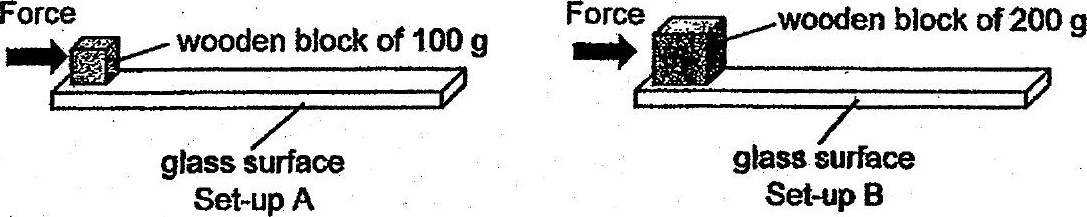 Force
wooden block of 100 g
glass surface
Set-up A
Force
wooden block of 200 g
glass surface
Set-up B